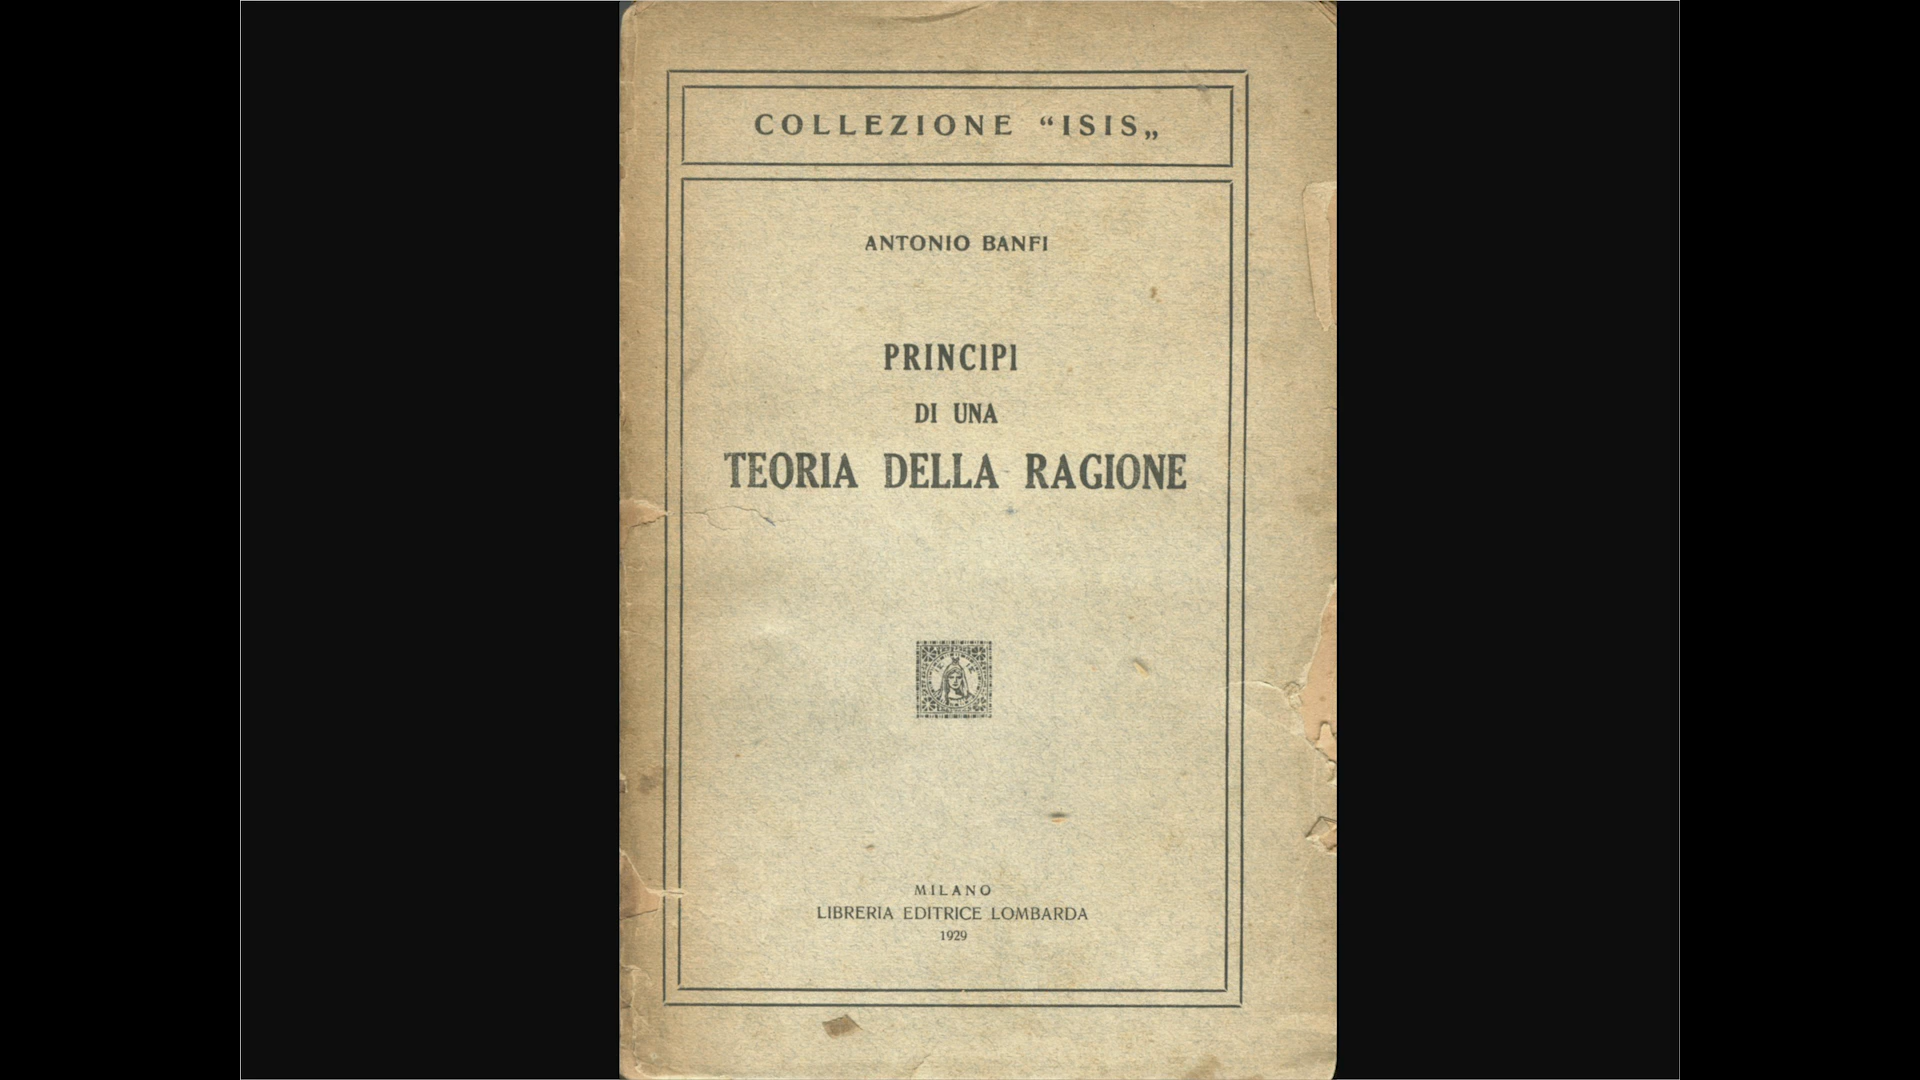 COLLEZIONE “ISIS„
ANTONIO BANFI
PRINCIPI
DI UNA
TEORIA DELLA RAGIONE
MILANO
LIBRERIA EDITRICE LOMBARDA
1929